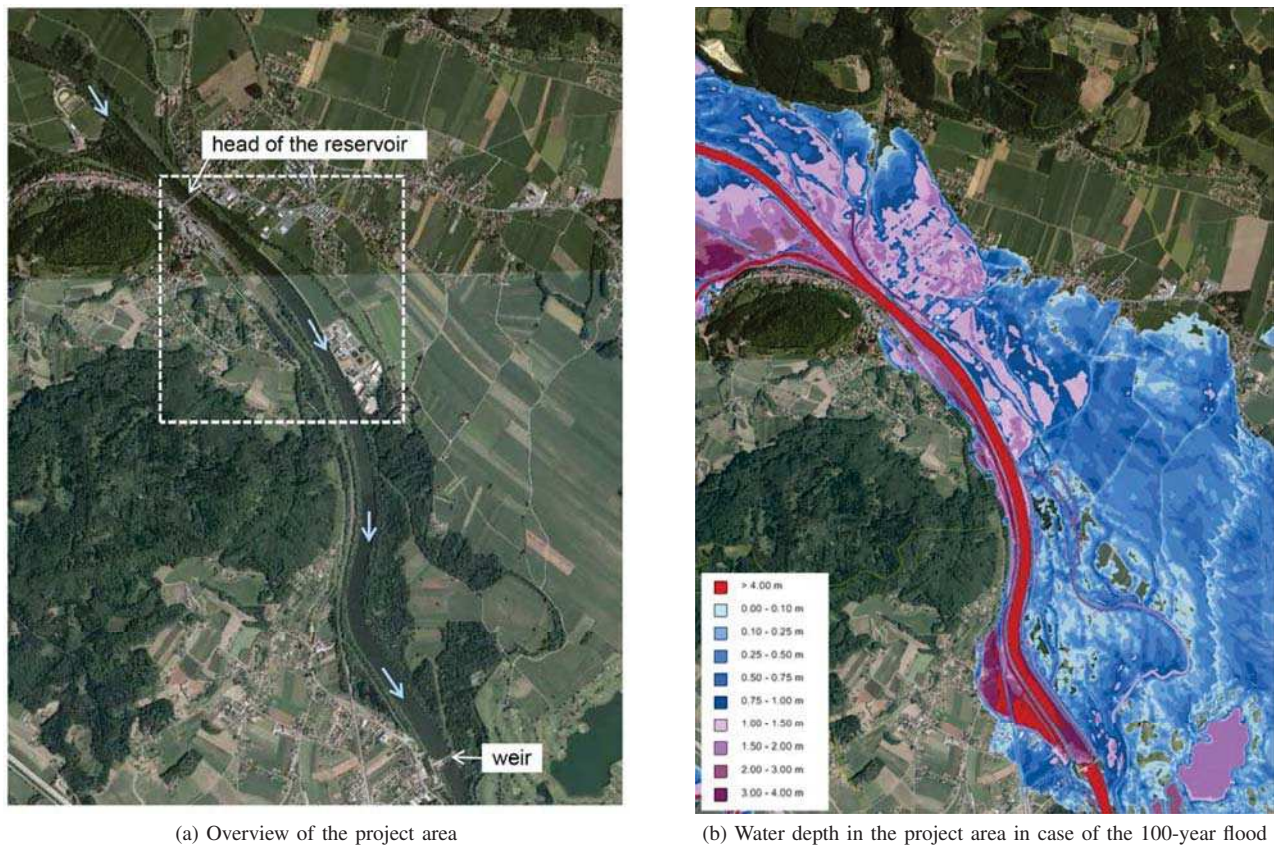 head of the reservoir
weir
> 4.00 m
0.00 - 0.10 m
0.10 - 0.25 m
0.25 - 0.50 m
0.50 - 0.75 m
0.75 - 1.00 m
1.00 - 1.50 m
1.50 - 2.00 m
2.00 - 3.00 m
3.00 - 4.00 m
(a) Overview of the project area
(b) Water depth in the project area in case of the 100-year flood